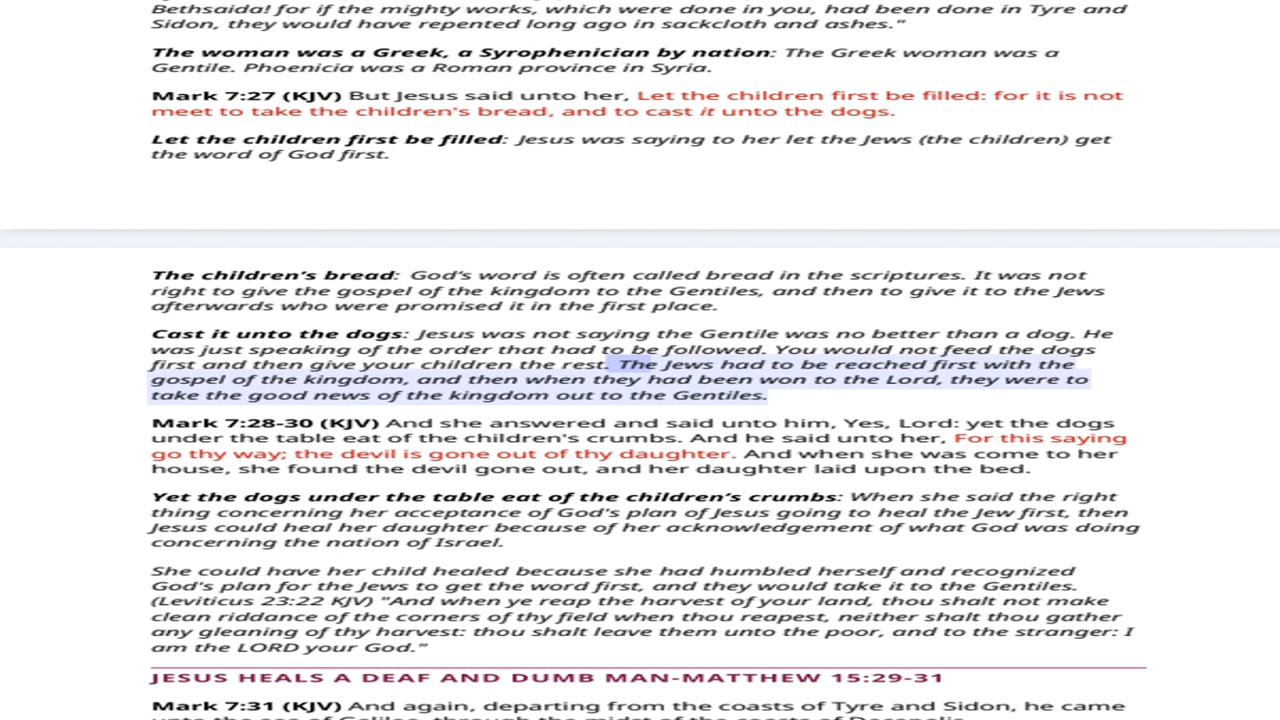 Bethsaida! for if the mighty works, which were done in you, had been done in Tyre and
Sidon, they would have repented long ago in sackcloth and ashes."
The woman was a Greek, a Syrophenician by nation: The Greek woman was a
Gentile. Phoenicia was a Roman province in Syria.
Mark 7:27 (KJV) But Jesus said unto her, Let the children first be filled: for it is not
meet to take the children's bread, and to cast it unto the dogs.
Let the children first be filled: Jesus was saying to her let the Jews (the children) get
the word of God first.
The children's bread: God's word is often called bread in the scriptures. It was not
right to give the gospel of the kingdom to the Gentiles, and then to give it to the Jews
afterwards who were promised it in the first place.
Cast it unto the dogs: Jesus was not saying the Gentile was no better than a dog. He
was just speaking of the order that had to be followed. You would not feed the dogs
first and then give your children the rest. The Jews had to be reached first with the
gospel of the kingdom, and then when they had been won to the Lord, they were to
take the good news of the kingdom out to the Gentiles.
Mark 7:28-30 (KJV) And she answered and said unto him, Yes, Lord: yet the dogs
under the table eat of the children's crumbs. And he said unto her, For this saying
go thy way; the devil is gone out of thy daughter. And when she was come to her
house, she found the devil gone out, and her daughter laid upon the bed.
Yet the dogs under the table eat of the children's crumbs: When she said the right
thing concerning her acceptance of God's plan of Jesus going to heal the Jew first, then
Jesus could heal her daughter because of her acknowledgement of what God was doing
concerning the nation of Israel.
She could have her child healed because she had humbled herself and recognized
God's plan for the Jews to get the word first, and they would take it to the Gentiles.
(Leviticus 23:22 KJV) "And when ye reap the harvest of your land, thou shalt not make
clean riddance of the corners of thy field when thou reapest, neither shalt thou gather
any gleaning of thy harvest: thou shalt leave them unto the poor, and to the stranger: I
am the LORD your God."
JESUS HEALS A DEAF AND DUMB MAN-MATTHEW 15:29-31
Mark 7:31 (KJV) And again, departing from the coasts of Tyre and Sidon, he came
unto the sea of Galilee, through the midst of the coasts of Decapolis.